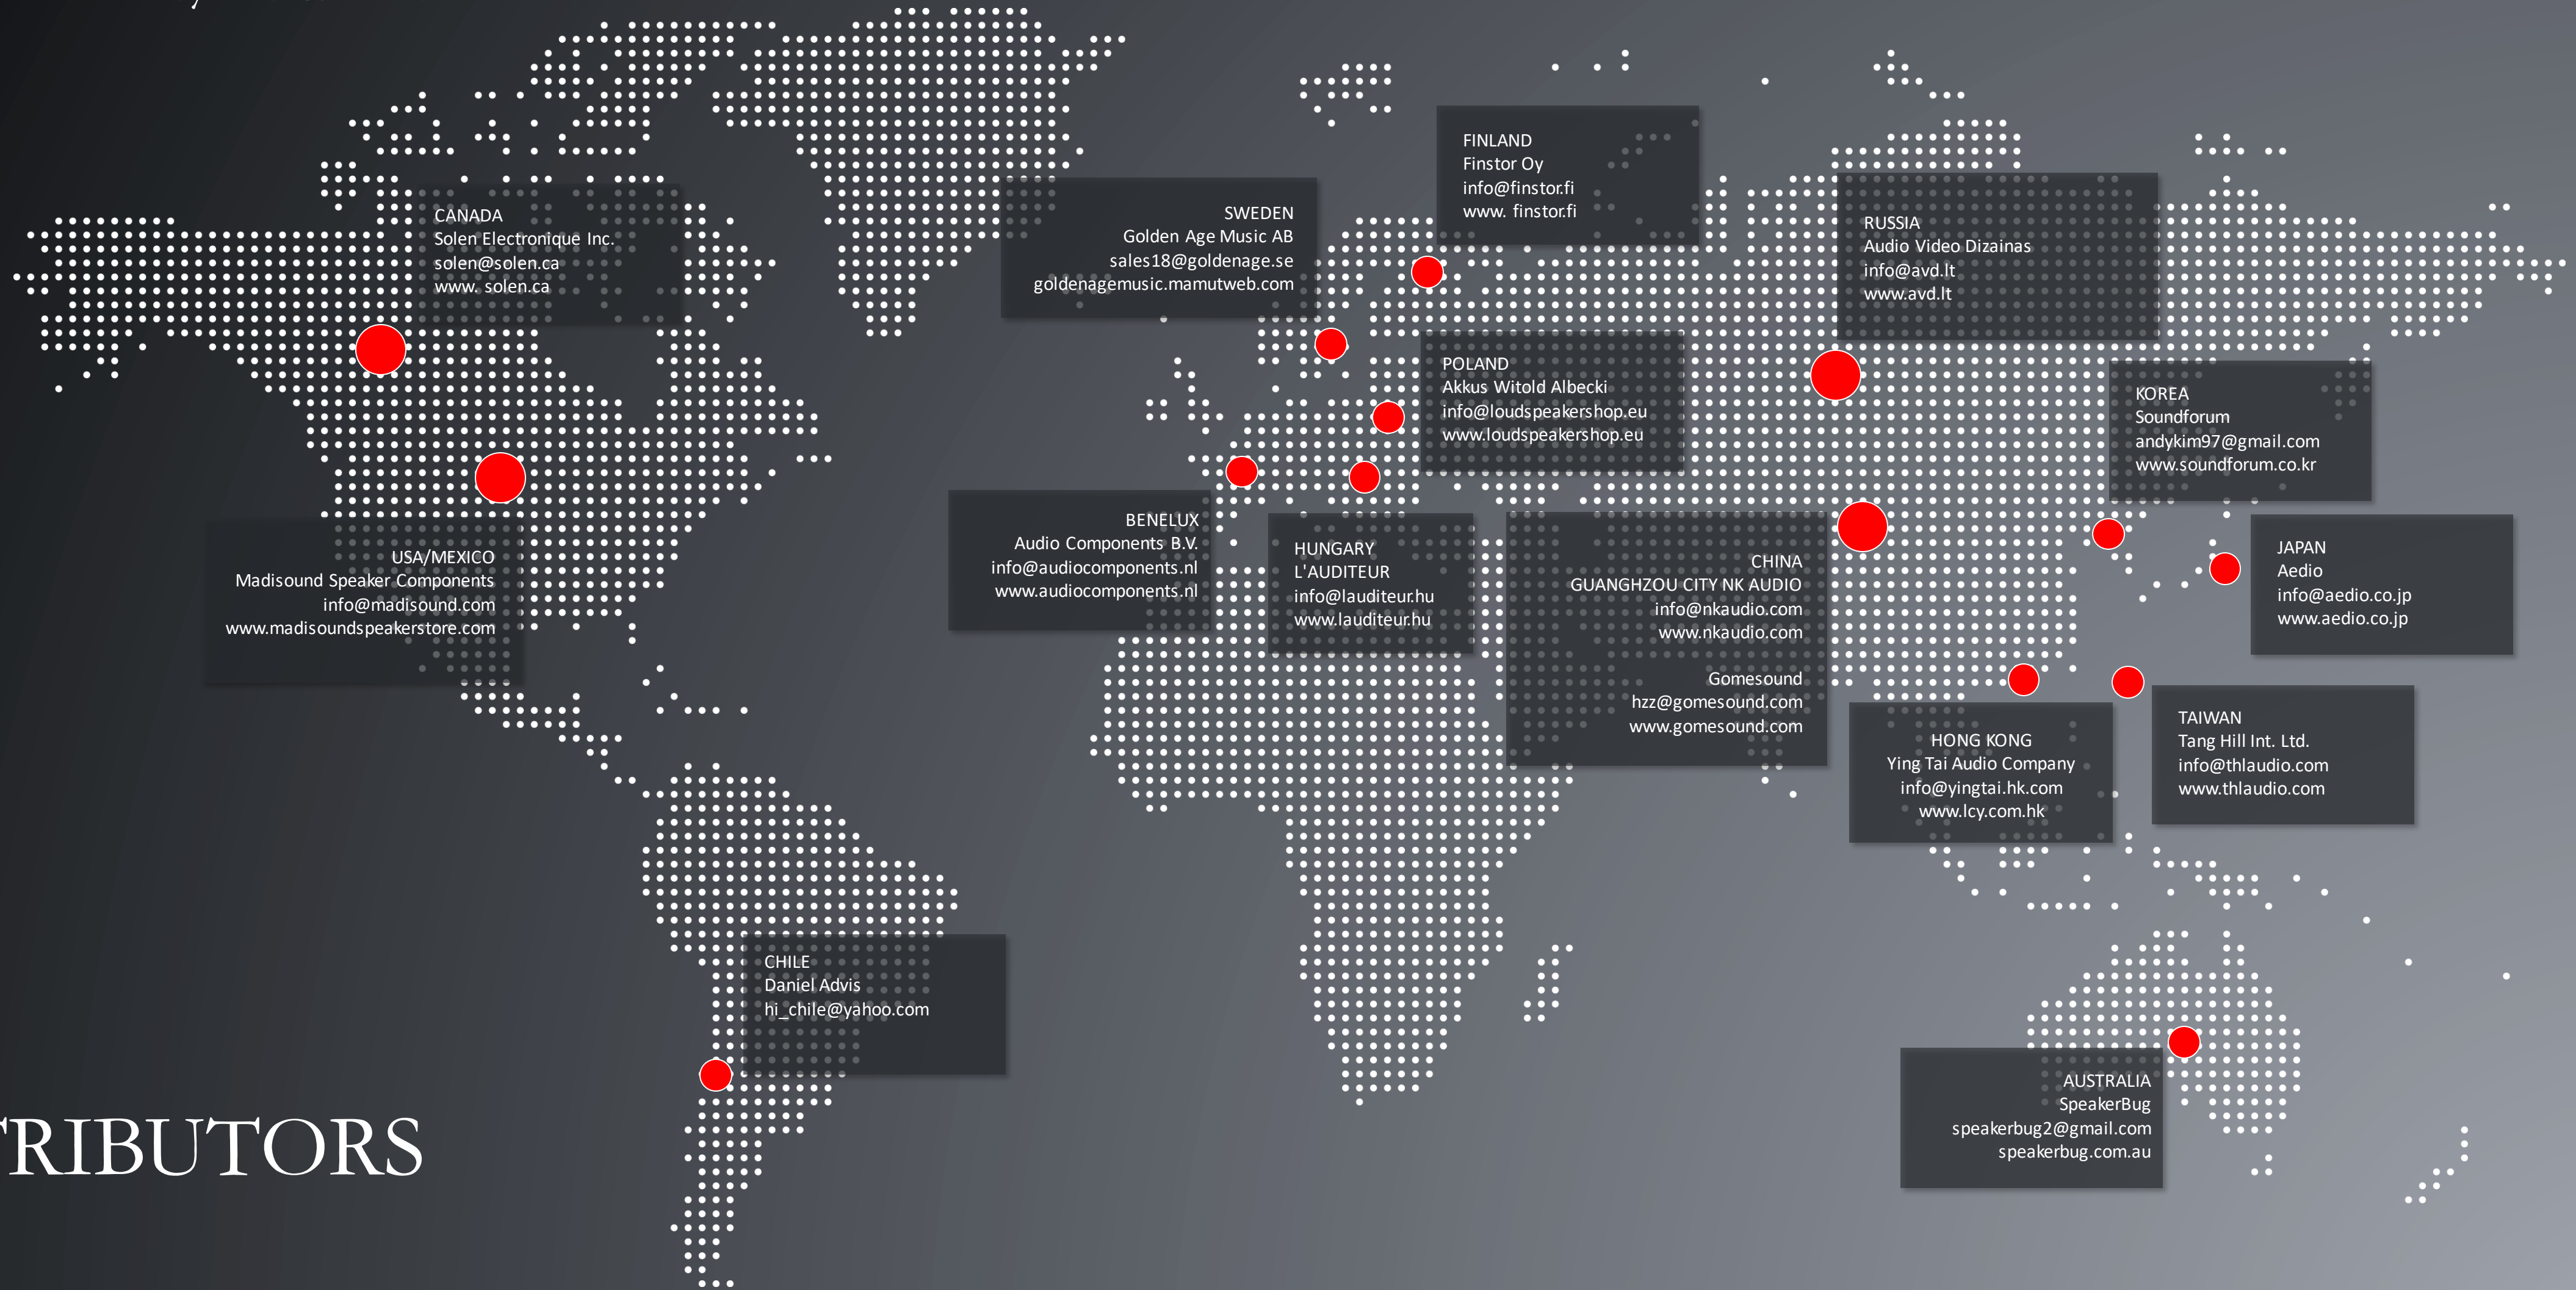 FINLAND
Finstor Oy
info@finstor.fi
www. finstor.fi
CANADA
Solen Electronique Inc.
solen@solen.ca
www. solen.ca
SWEDEN
Golden Age Music AB
sales18@goldenage.se
goldenagemusic.mamutweb.com
RUSSIA
Audio Video Dizainas
info@avd.lt
www.avd.lt
POLAND
Akkus Witold Albecki
info@loudspeakershop.eu
www.loudspeakershop.eu
KOREA
Soundforum
andykim97@gmail.com
www.soundforum.co.kr
USA/MEXICO
Madisound Speaker Components
info@madisound.com
www.madisoundspeakerstore.com
BENELUX
Audio Components B.V.
info@audiocomponents.nl
www.audiocomponents.nl
HUNGARY
L'AUDITEUR
info@lauditeur.hu
www.lauditeur.hu
CHINA
GUANGHZOU CITY NK AUDIO
info@nkaudio.com
www.nkaudio.com
Gomesound
hzz@gomesound.com
www.gomesound.com
JAPAN
Aedio
info@aedio.co.jp
www.aedio.co.jp
HONG KONG
Ying Tai Audio Company
info@yingtai.hk.com
www.lcy.com.hk
TAIWAN
Tang Hill Int. Ltd.
info@thlaudio.com
www.thlaudio.com
CHILE
Daniel Advis
hi_chile@yahoo.com
AUSTRALIA
SpeakerBug
speakerbug2@gmail.com
speakerbug.com.au
TRIBUTORS